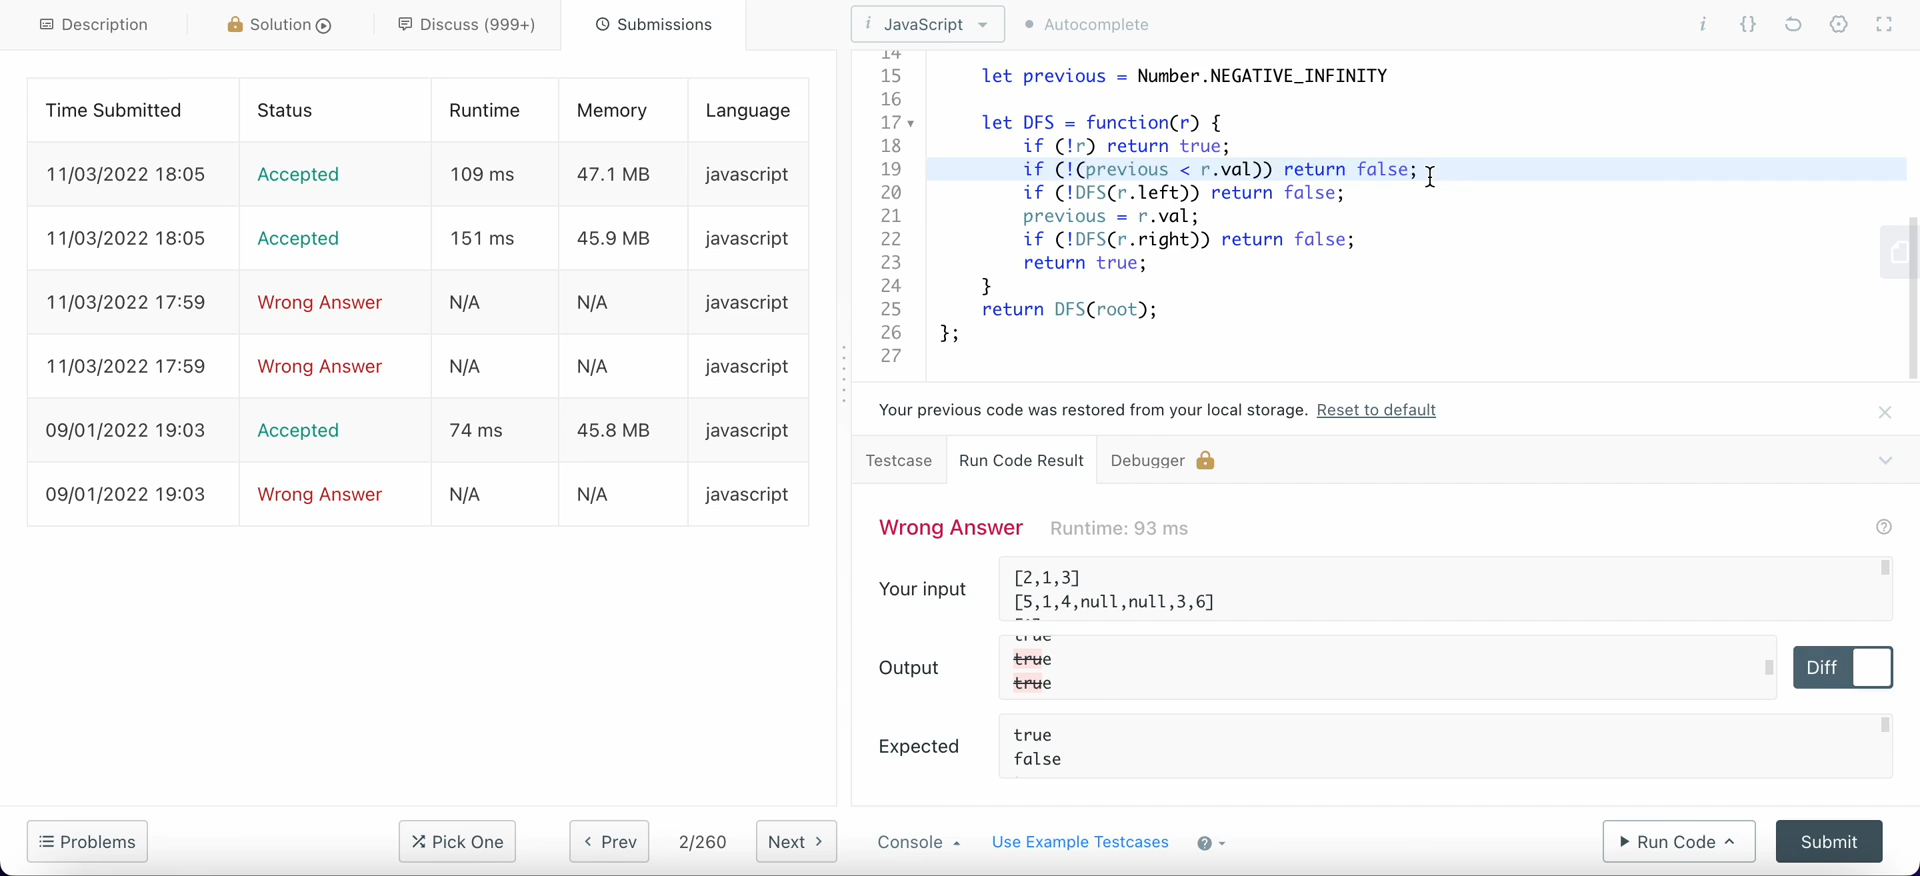 Description
Solution
Discuss (999+)
Submissions
i JavaScript
Autocomplete
i {}
Time Submitted Status Runtime Memory Language
11/03/2022 18:05 Accepted 109 ms 47.1 MB javascript
11/03/2022 18:05 Accepted 151 ms 45.9 MB javascript
11/03/2022 17:59 Wrong Answer N/A N/A javascript
11/03/2022 17:59 Wrong Answer N/A N/A javascript
09/01/2022 19:03 Accepted 74 ms 45.8 MB javascript
09/01/2022 19:03 Wrong Answer N/A N/A javascript
14
15 let previous = Number.NEGATIVE_INFINITY
16
17 let DFS = function(r) {
18 if (!r) return true;
19 if (!(previous < r.val)) return false;
20 if (!DFS(r.left)) return false;
21 previous = r.val;
22 if (!DFS(r.right)) return false;
23 return true;
24 }
25 return DFS(root);
26 };
27
Your previous code was restored from your local storage. Reset to default
Testcase Run Code Result Debugger
Wrong Answer Runtime: 93 ms
Your input
[2,1,3]
[5,1,4,null,null,3,6]
Output
true
true
true
Diff
Expected
true
false
Problems
Pick One
< Prev
2/260
Next >
Console
Use Example Testcases
?
Run Code
Submit